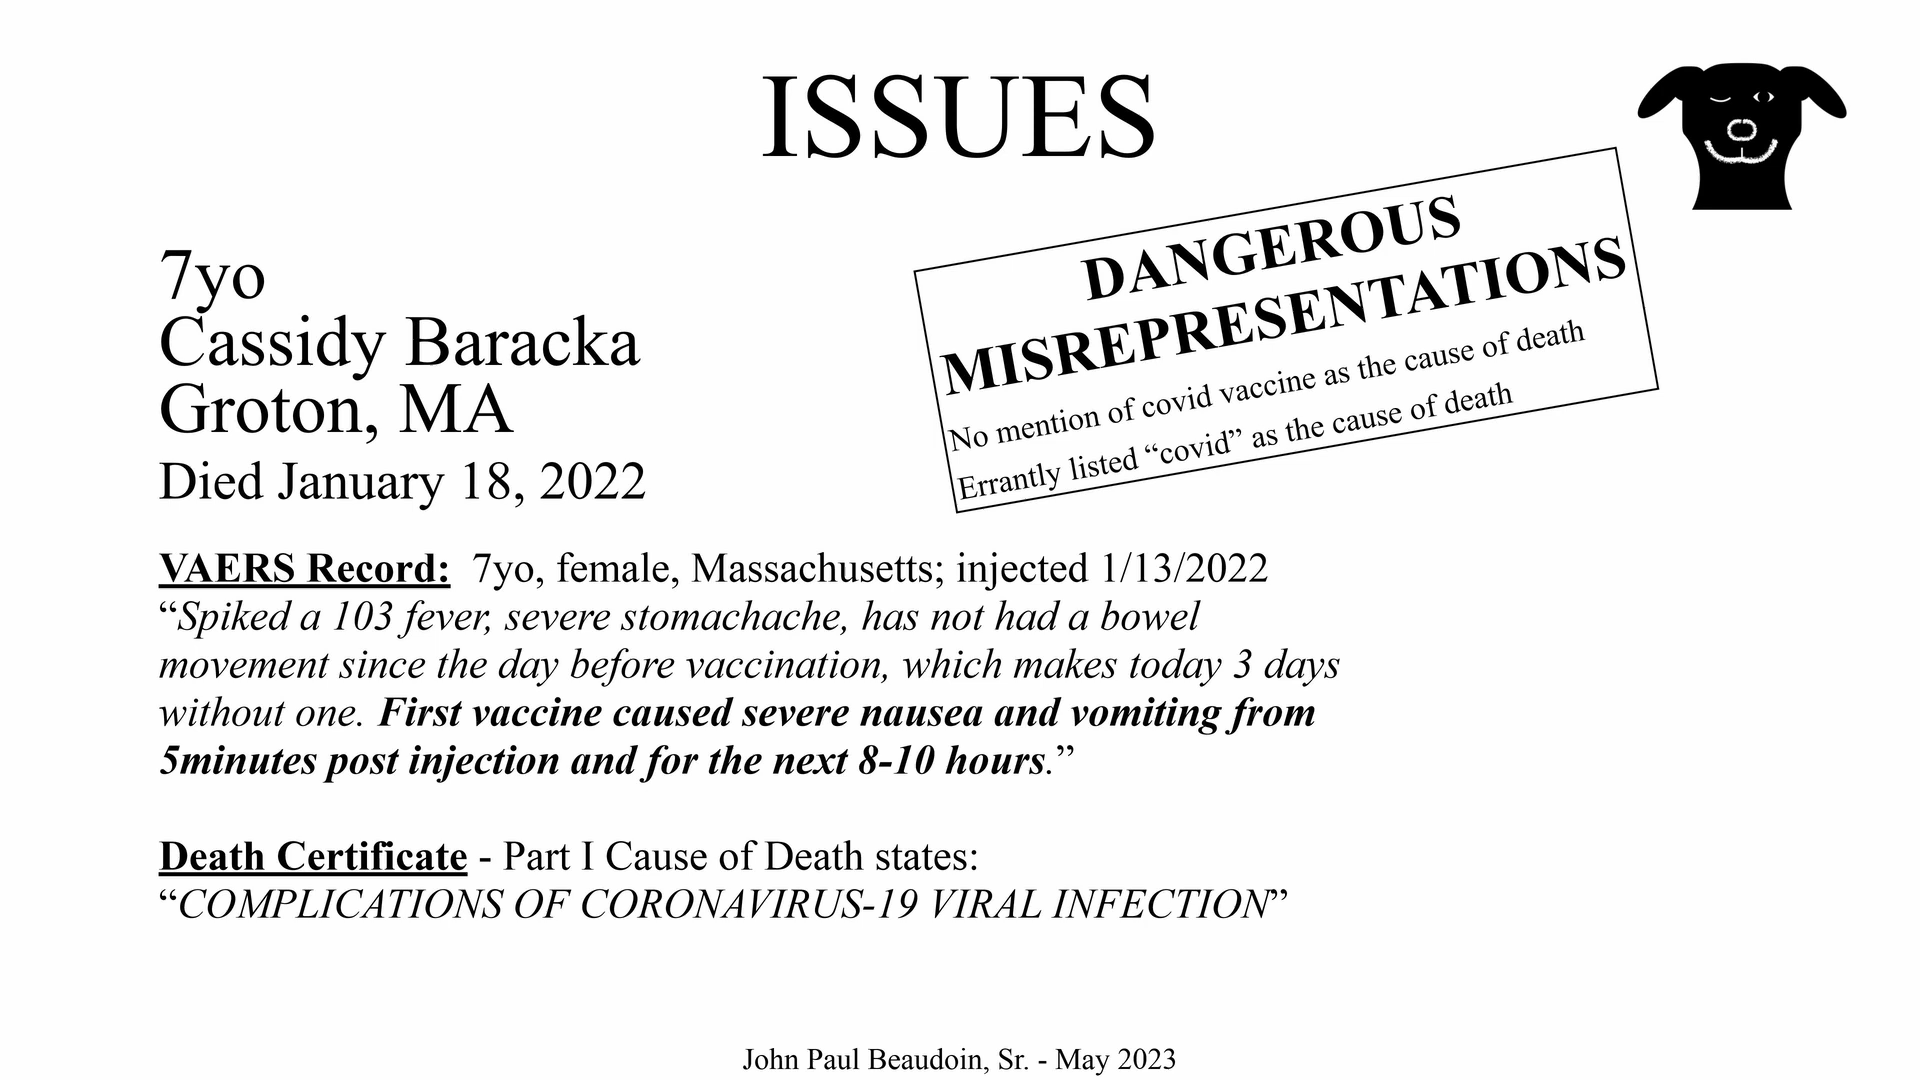 ISSUES
DANGEROUS
MISREPRESENTATIONS
No mention of covid vaccine as the cause of death
Errantly listed “covid” as the cause of death
7yo
Cassidy Baracka
Groton, MA
Died January 18, 2022
VAERS Record: 7yo, female, Massachusetts; injected 1/13/2022
“Spiked a 103 fever, severe stomachache, has not had a bowel
movement since the day before vaccination, which makes today 3 days
without one. First vaccine caused severe nausea and vomiting from
5minutes post injection and for the next 8-10 hours.”
Death Certificate - Part I Cause of Death states:
“COMPLICATIONS OF CORONAVIRUS-19 VIRAL INFECTION”
John Paul Beaudoin, Sr. - May 2023